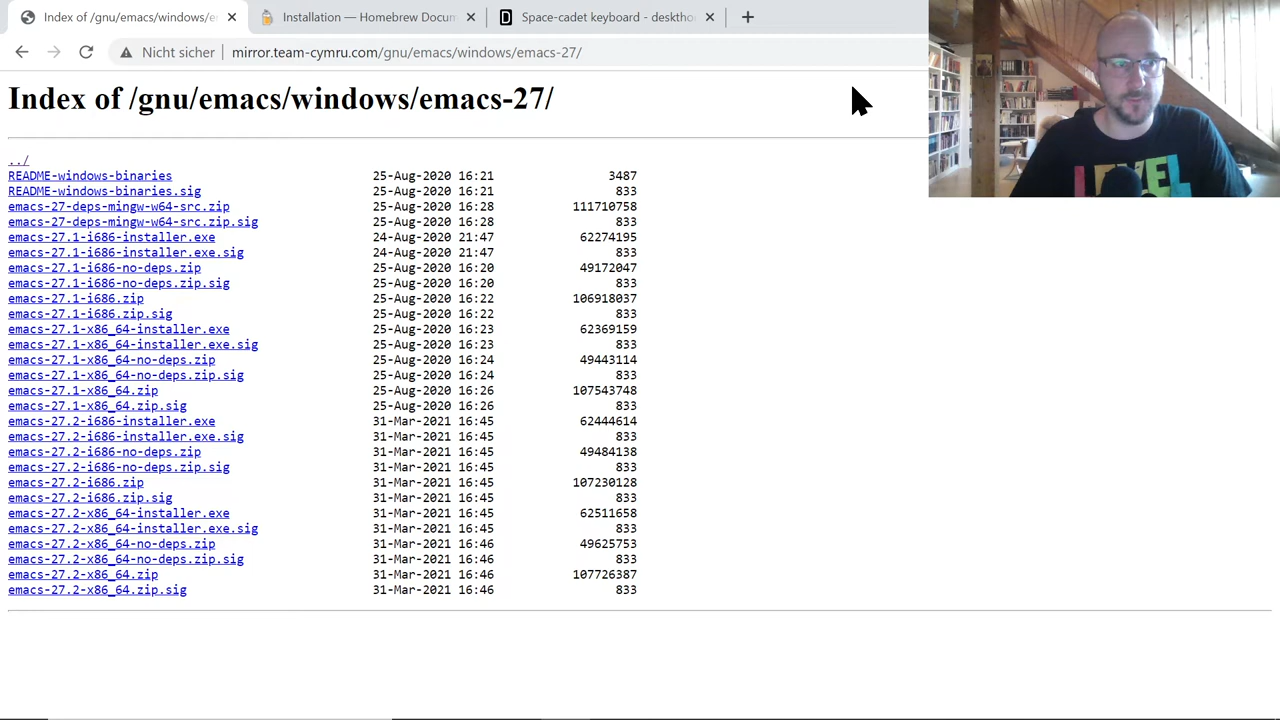 Index of /gnu/emacs/windows/e
Installation — Homebrew Docum
Space-cadet keyboard - desktho
Nicht sicher | mirror.team-cymru.com/gnu/emacs/windows/emacs-27/
Index of /gnu/emacs/windows/emacs-27/
../
README-windows-binaries 25-Aug-2020 16:21 3487
README-windows-binaries.sig 25-Aug-2020 16:21 833
emacs-27-deps-mingw-w64-src.zip 25-Aug-2020 16:28 111710758
emacs-27-deps-mingw-w64-src.zip.sig 25-Aug-2020 16:28 833
emacs-27.1-i686-installer.exe 24-Aug-2020 21:47 62274195
emacs-27.1-i686-installer.exe.sig 24-Aug-2020 21:47 833
emacs-27.1-i686-no-deps.zip 25-Aug-2020 16:20 49172047
emacs-27.1-i686-no-deps.zip.sig 25-Aug-2020 16:20 833
emacs-27.1-i686.zip 25-Aug-2020 16:22 106918037
emacs-27.1-i686.zip.sig 25-Aug-2020 16:22 833
emacs-27.1-x86_64-installer.exe 25-Aug-2020 16:23 62369159
emacs-27.1-x86_64-installer.exe.sig 25-Aug-2020 16:23 833
emacs-27.1-x86_64-no-deps.zip 25-Aug-2020 16:24 49443114
emacs-27.1-x86_64-no-deps.zip.sig 25-Aug-2020 16:24 833
emacs-27.1-x86_64.zip 25-Aug-2020 16:26 107543748
emacs-27.1-x86_64.zip.sig 25-Aug-2020 16:26 833
emacs-27.2-i686-installer.exe 31-Mar-2021 16:45 62444614
emacs-27.2-i686-installer.exe.sig 31-Mar-2021 16:45 833
emacs-27.2-i686-no-deps.zip 31-Mar-2021 16:45 49484138
emacs-27.2-i686-no-deps.zip.sig 31-Mar-2021 16:45 833
emacs-27.2-i686.zip 31-Mar-2021 16:45 107230128
emacs-27.2-i686.zip.sig 31-Mar-2021 16:45 833
emacs-27.2-x86_64-installer.exe 31-Mar-2021 16:45 62511658
emacs-27.2-x86_64-installer.exe.sig 31-Mar-2021 16:45 833
emacs-27.2-x86_64-no-deps.zip 31-Mar-2021 16:46 49625753
emacs-27.2-x86_64-no-deps.zip.sig 31-Mar-2021 16:46 833
emacs-27.2-x86_64.zip 31-Mar-2021 16:46 107726387
emacs-27.2-x86_64.zip.sig 31-Mar-2021 16:46 833
LEVEL